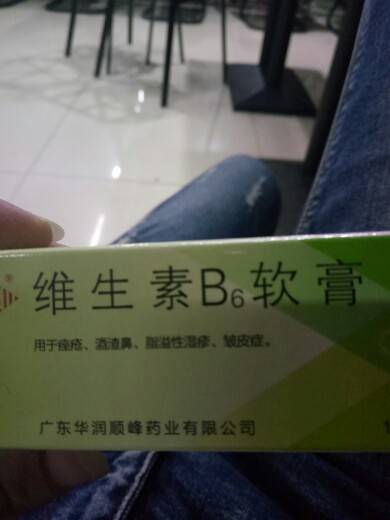 维生素B₆软膏
用于痤疮、酒渣鼻、脂溢性湿疹、皱皮症。
广东华润顺峰药业有限公司